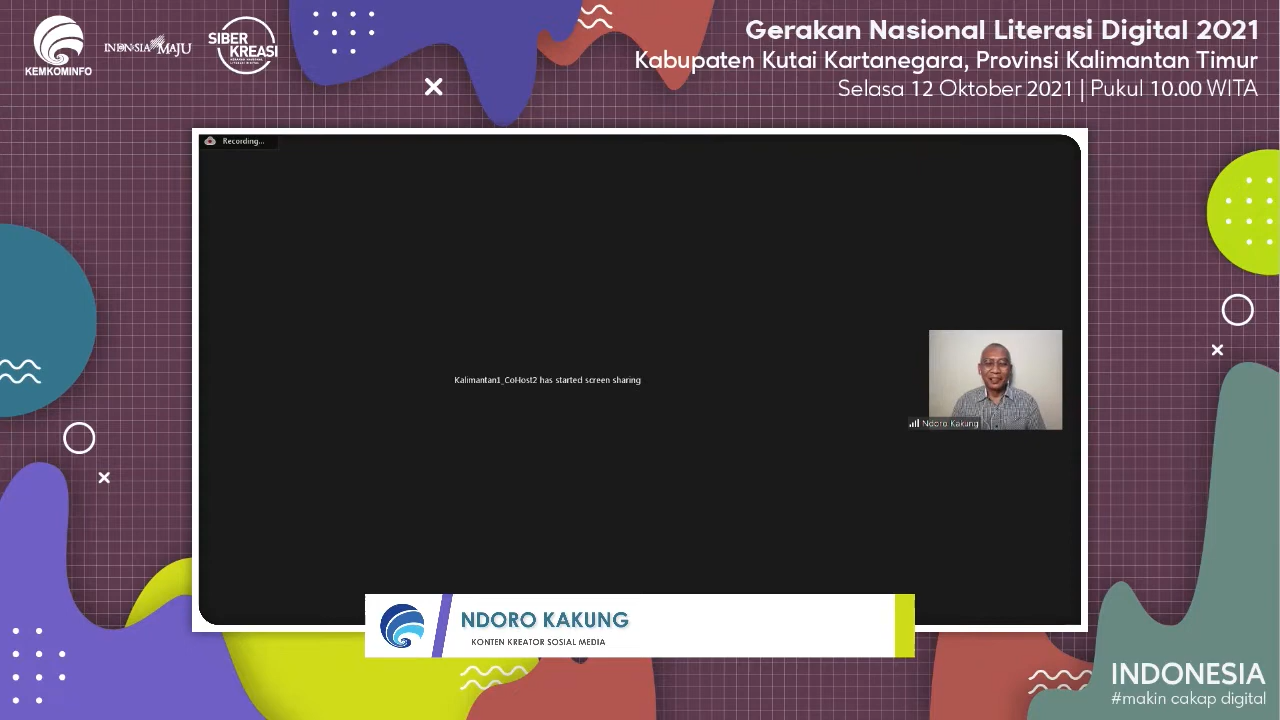 KEMKOMINFO
INDONESIA MAJU
SIBER
KREASI
Gerakan Nasional Literasi Digital 2021
Kabupaten Kutai Kartanegara, Provinsi Kalimantan Timur
Selasa 12 Oktober 2021 | Pukul 10.00 WITA
Recording...
Kalimantan1_CoHost2 has started screen sharing
Ndoro Kakung
NDORO KAKUNG
KONTEN KREATOR SOSIAL MEDIA
INDONESIA
#makin cakap digital